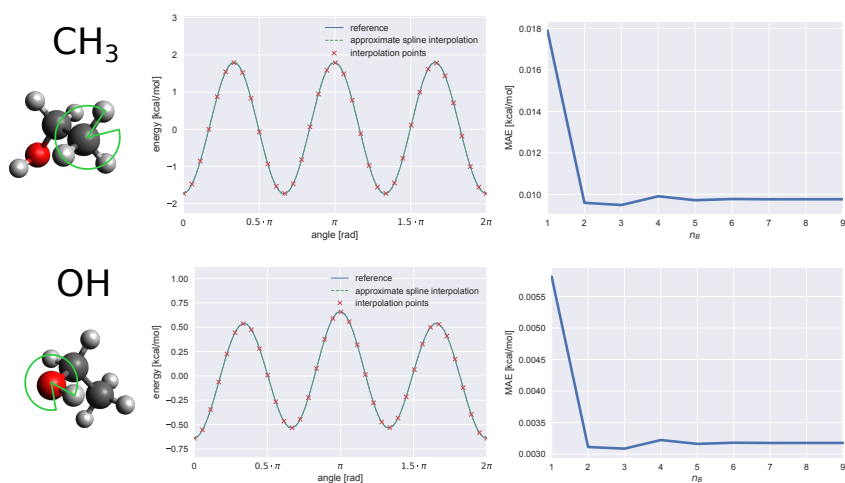 CH₃
energy [kcal/mol]
3
2
1
0
−1
−2
reference
approximate spline interpolation
interpolation points
0
0.5·π
π
1.5·π
2π
angle [rad]
MAE [kcal/mol]
0.018
0.016
0.014
0.012
0.010
1 2 3 4 5 6 7 8 9
n_B
OH
energy [kcal/mol]
1.00
0.75
0.50
0.25
0.00
−0.25
−0.50
−0.75
reference
approximate spline interpolation
interpolation points
0
0.5·π
π
1.5·π
2π
angle [rad]
MAE [kcal/mol]
0.0055
0.0050
0.0045
0.0040
0.0035
0.0030
1 2 3 4 5 6 7 8 9
n_B